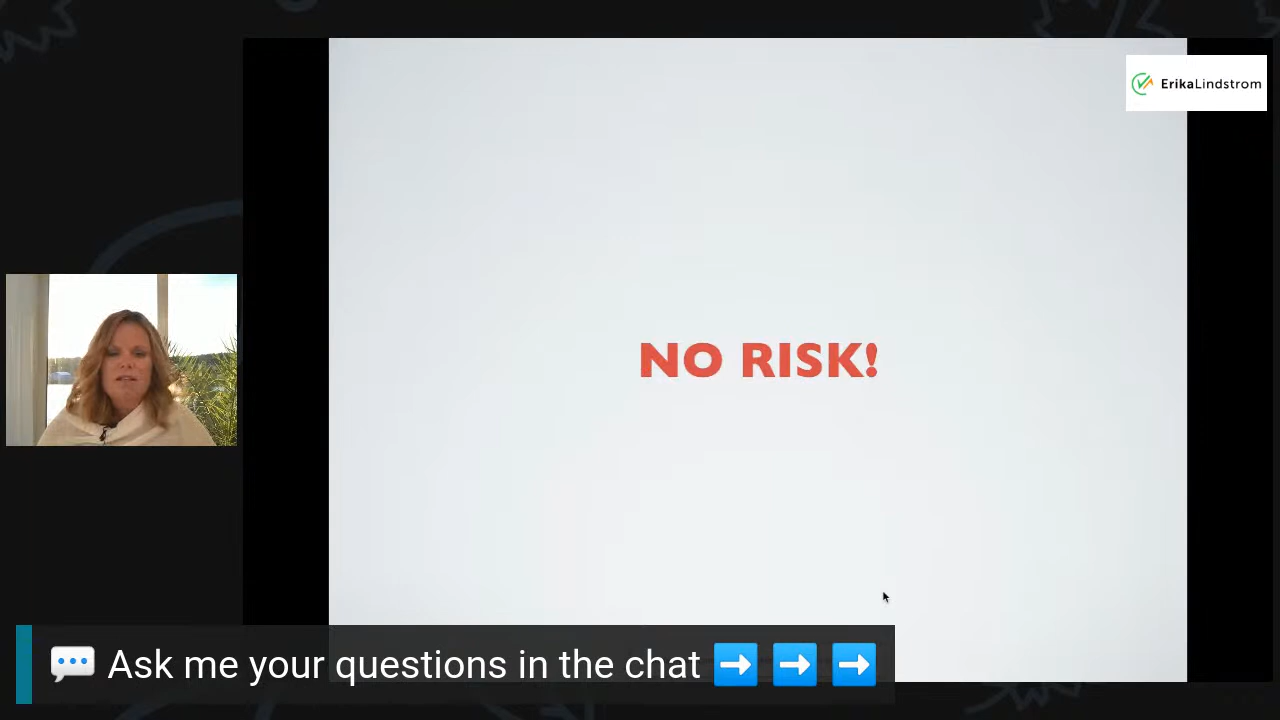 ErikaLindstrom
NO RISK!
💬 Ask me your questions in the chat ➡️ ➡️ ➡️